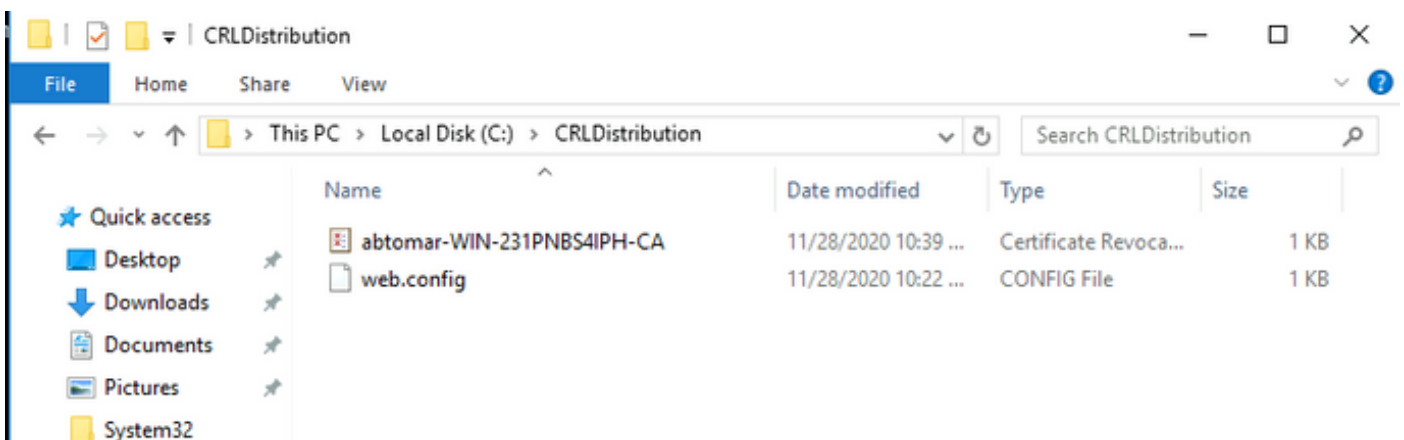 CRLDistribution
File Home Share View
This PC > Local Disk (C:) > CRLDistribution Search CRLDistribution
Name Date modified Type Size
Quick access
abtomar-WIN-231PNBS4IPH-CA 11/28/2020 10:39 ... Certificate Revoca... 1 KB
Desktop
web.config 11/28/2020 10:22 ... CONFIG File 1 KB
Downloads
Documents
Pictures
System32